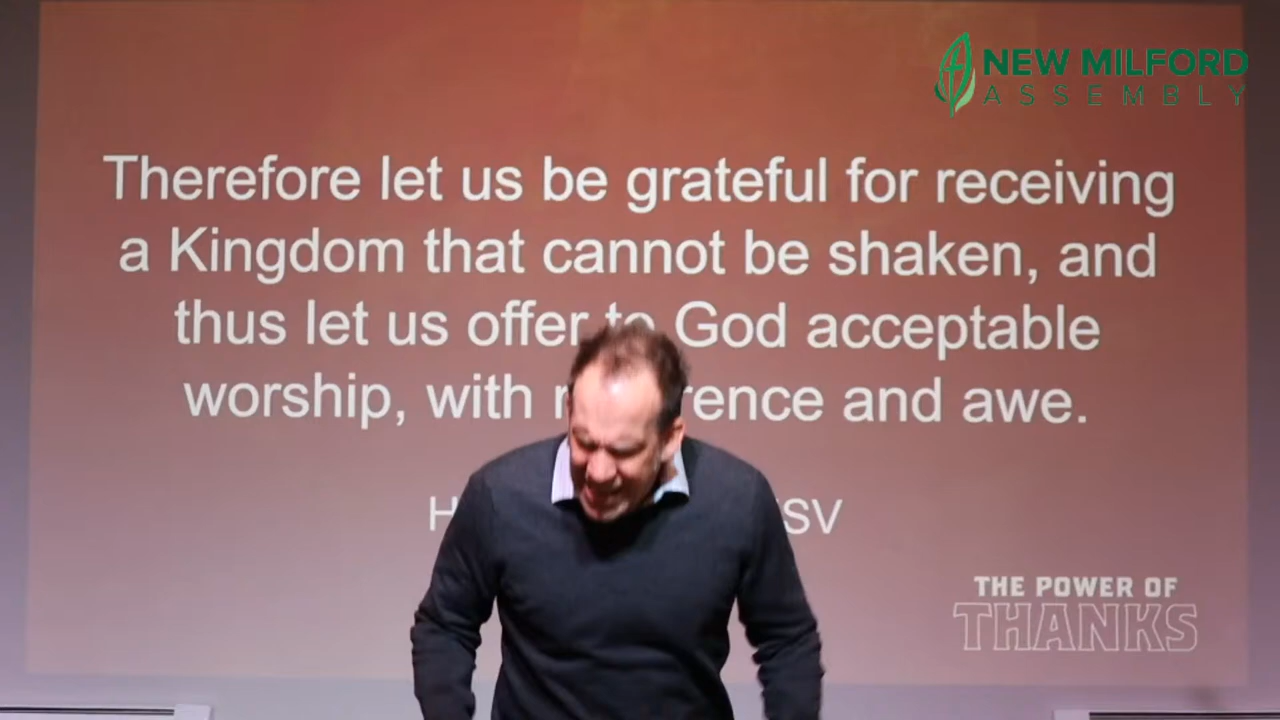 NEW MILFORD
ASSEMBLY
Therefore let us be grateful for receiving
a Kingdom that cannot be shaken, and
thus let us offer to God acceptable
worship, with and awe.
THE POWER OF
THANKS